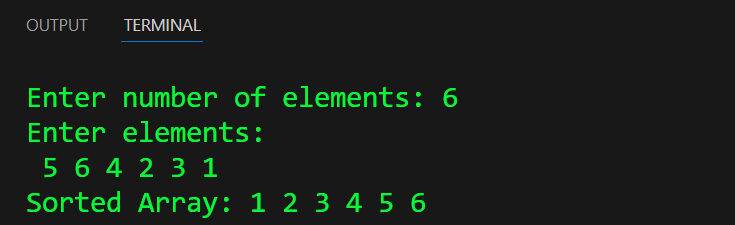 OUTPUT TERMINAL
Enter number of elements: 6
Enter elements:
5 6 4 2 3 1
Sorted Array: 1 2 3 4 5 6